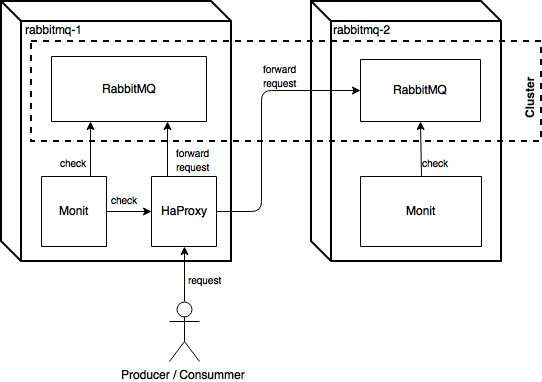 rabbitmq-1
rabbitmq-2
forward
request
RabbitMQ
RabbitMQ
Cluster
check
forward
request
check
check
Monit
HaProxy
Monit
request
Producer / Consummer